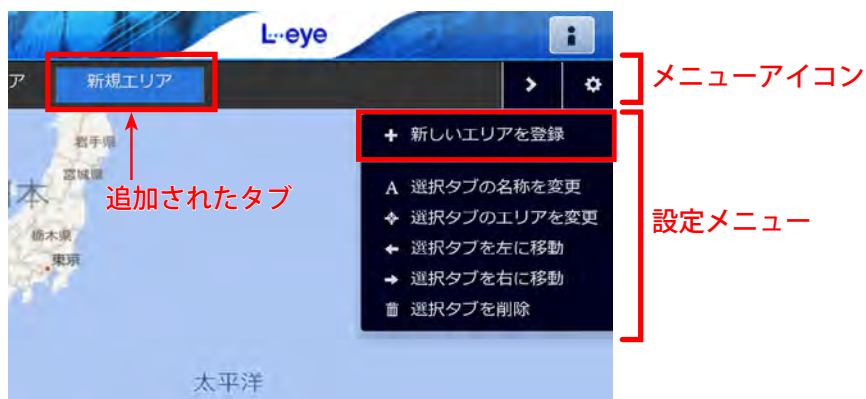 L-eye
ア 新規エリア
メニューアイコン
岩手県
宮城県
本
栃木県
東京
追加されたタブ
新しいエリアを登録
A 選択タブの名称を変更
選択タブのエリアを変更
選択タブを左に移動
選択タブを右に移動
選択タブを削除
設定メニュー
太平洋